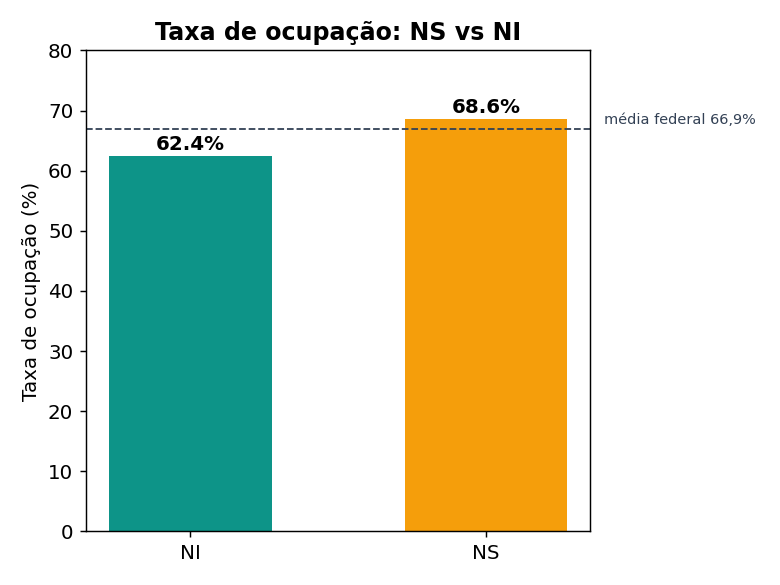 Taxa de ocupação: NS vs NI
80
70
60
50
40
30
20
10
0
Taxa de ocupação (%)
62.4%
68.6%
média federal 66,9%
NI
NS